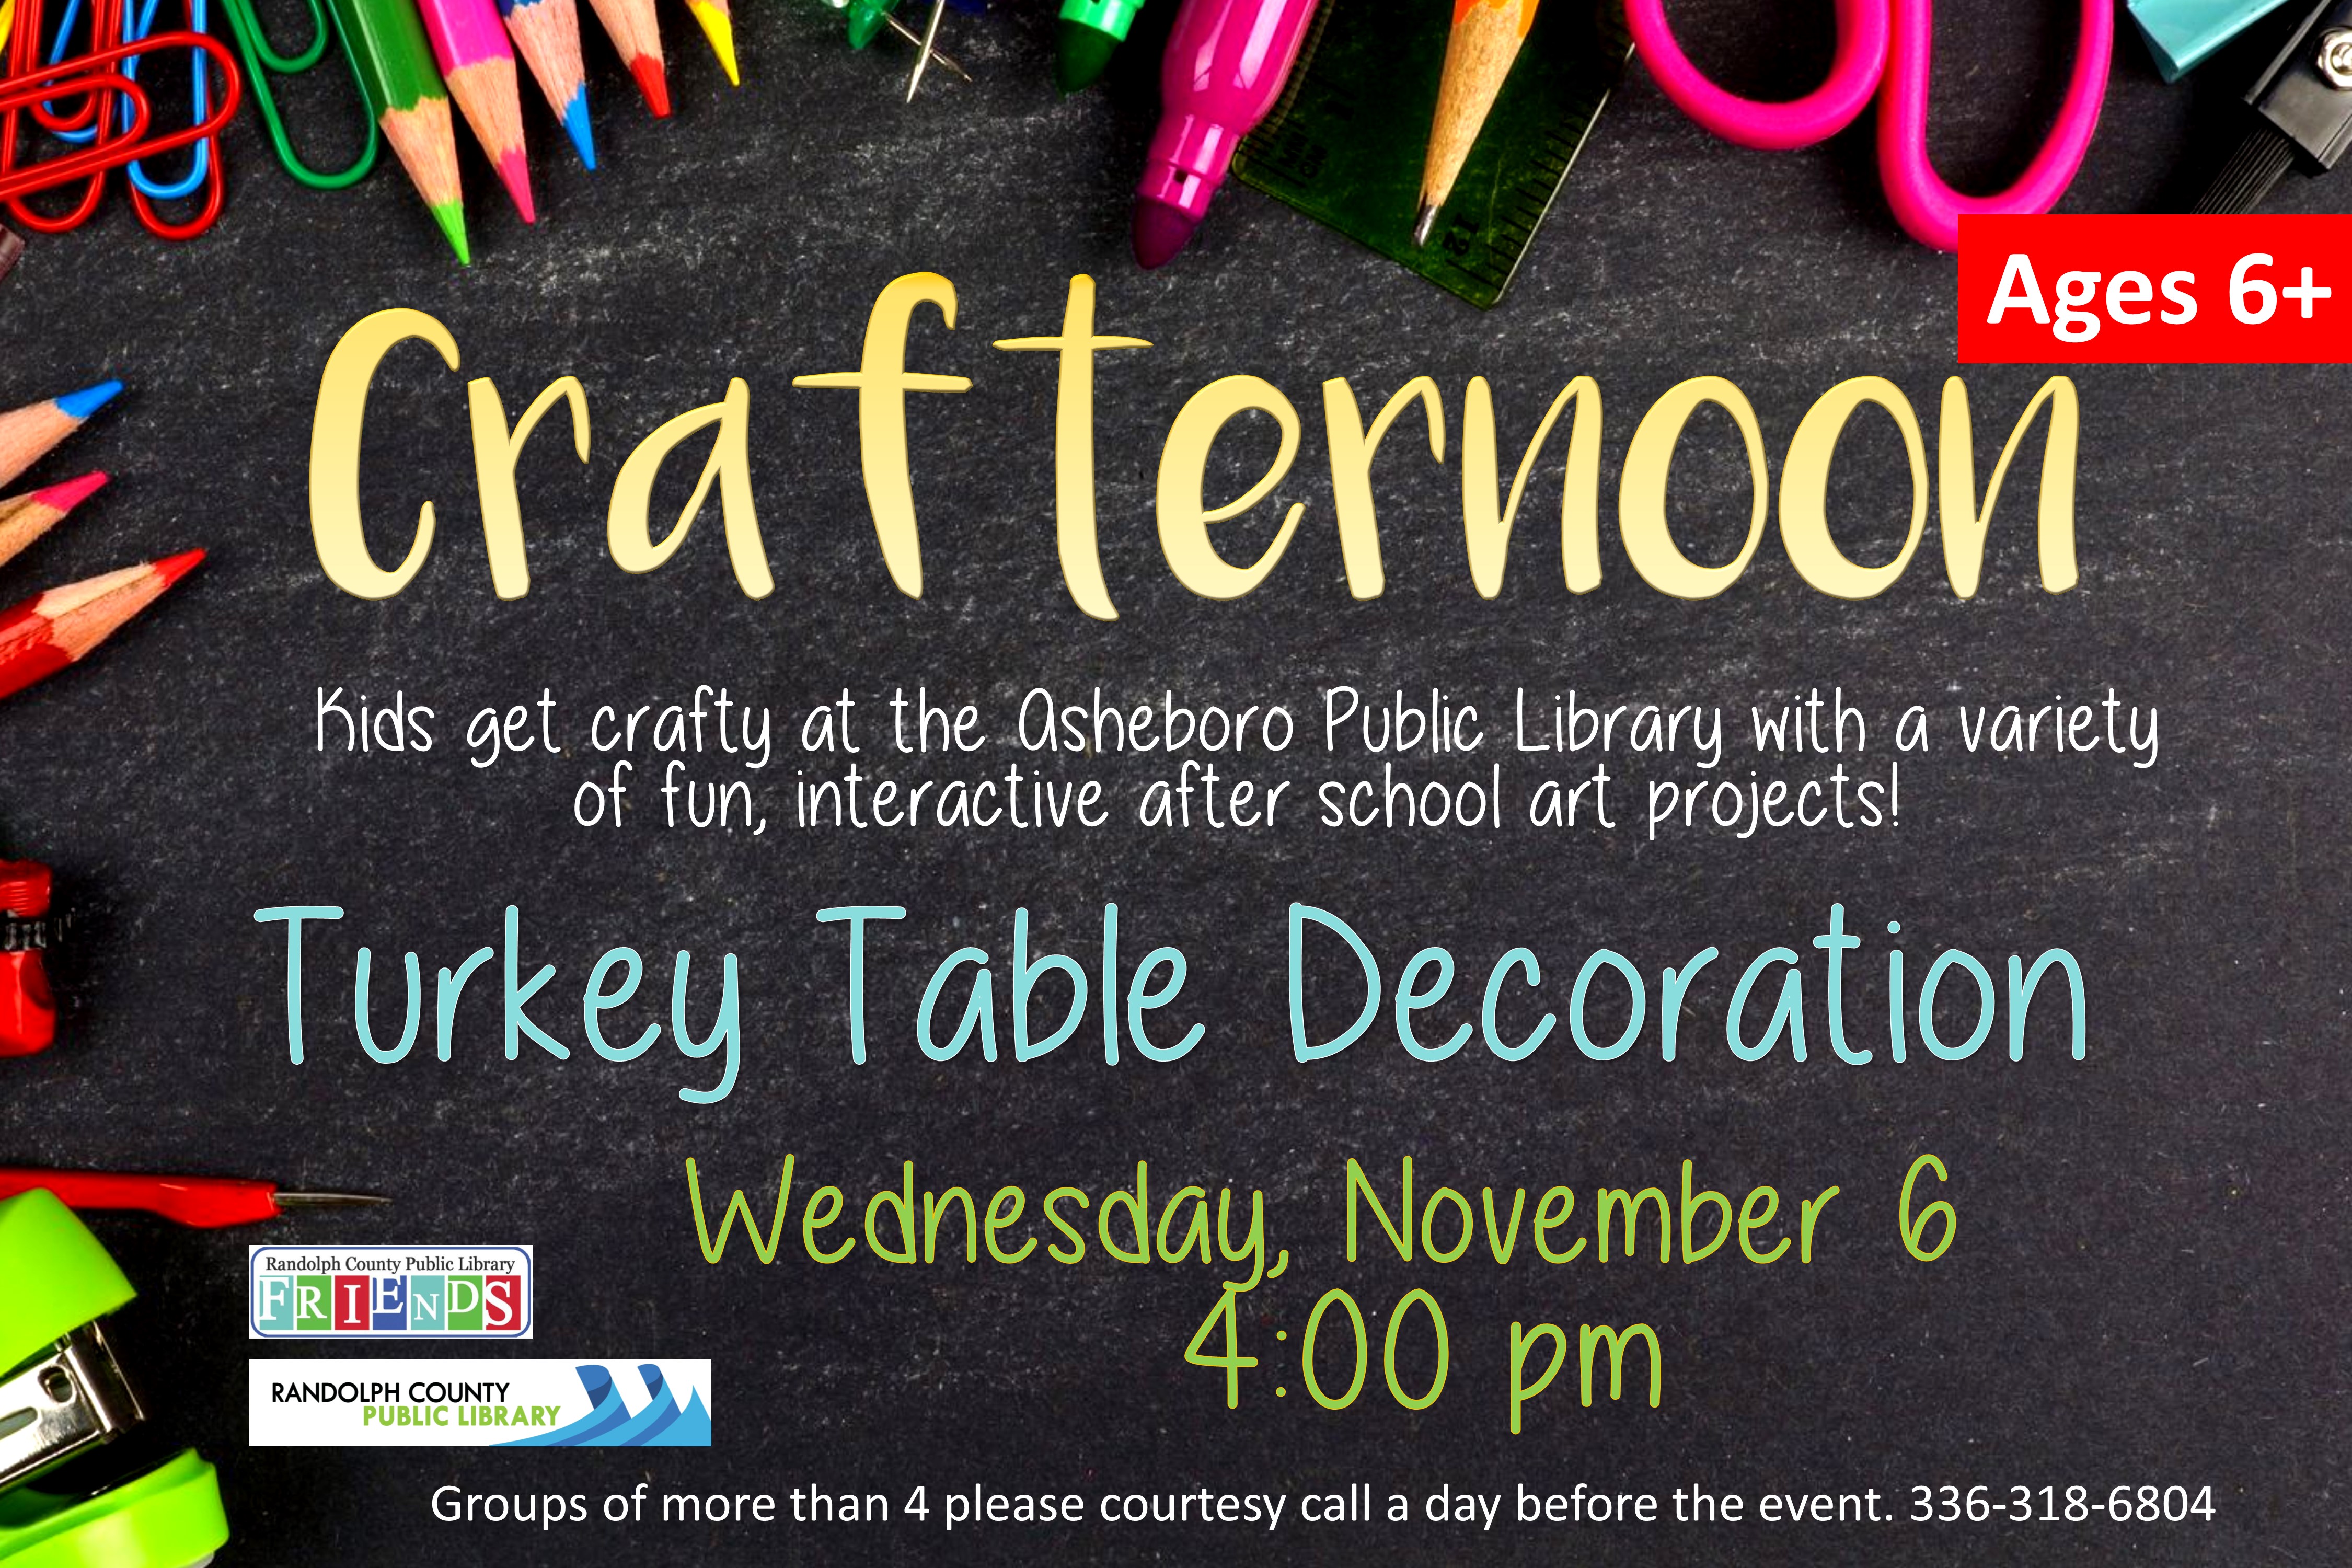 Ages 6+
Crafternoon
Kids get crafty at the Asheboro Public Library with a variety
of fun, interactive after school art projects!
Turkey Table Decoration
Wednesday, November 6
4:00 pm
Randolph County Public Library
FRIENDS
RANDOLPH COUNTY
PUBLIC LIBRARY
Groups of more than 4 please courtesy call a day before the event. 336-318-6804